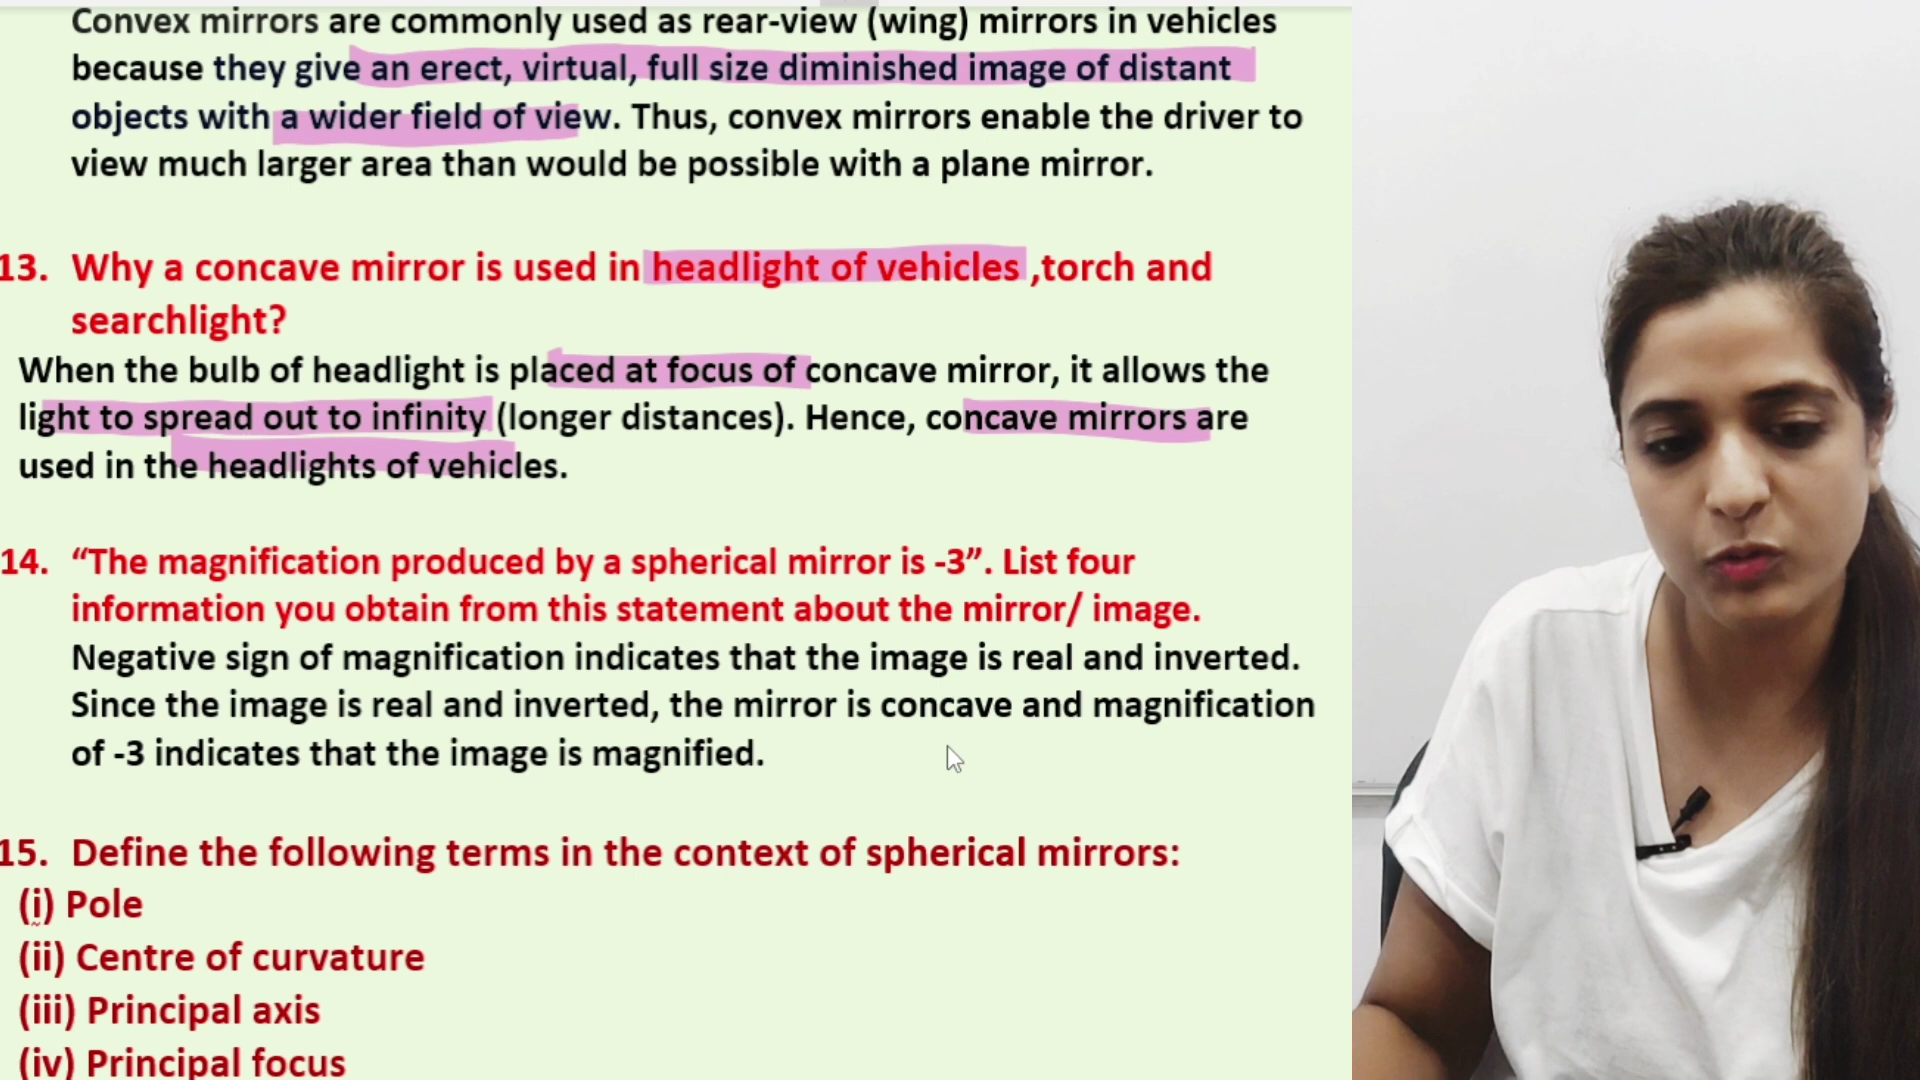 Convex mirrors are commonly used as rear-view (wing) mirrors in vehicles
because they give an erect, virtual, full size diminished image of distant
objects with a wider field of view. Thus, convex mirrors enable the driver to
view much larger area than would be possible with a plane mirror.
13. Why a concave mirror is used in headlight of vehicles ,torch and
searchlight?
When the bulb of headlight is placed at focus of concave mirror, it allows the
light to spread out to infinity (longer distances). Hence, concave mirrors are
used in the headlights of vehicles.
14. “The magnification produced by a spherical mirror is -3”. List four
information you obtain from this statement about the mirror/ image.
Negative sign of magnification indicates that the image is real and inverted.
Since the image is real and inverted, the mirror is concave and magnification
of -3 indicates that the image is magnified.
15. Define the following terms in the context of spherical mirrors:
(i) Pole
(ii) Centre of curvature
(iii) Principal axis
(iv) Principal focus